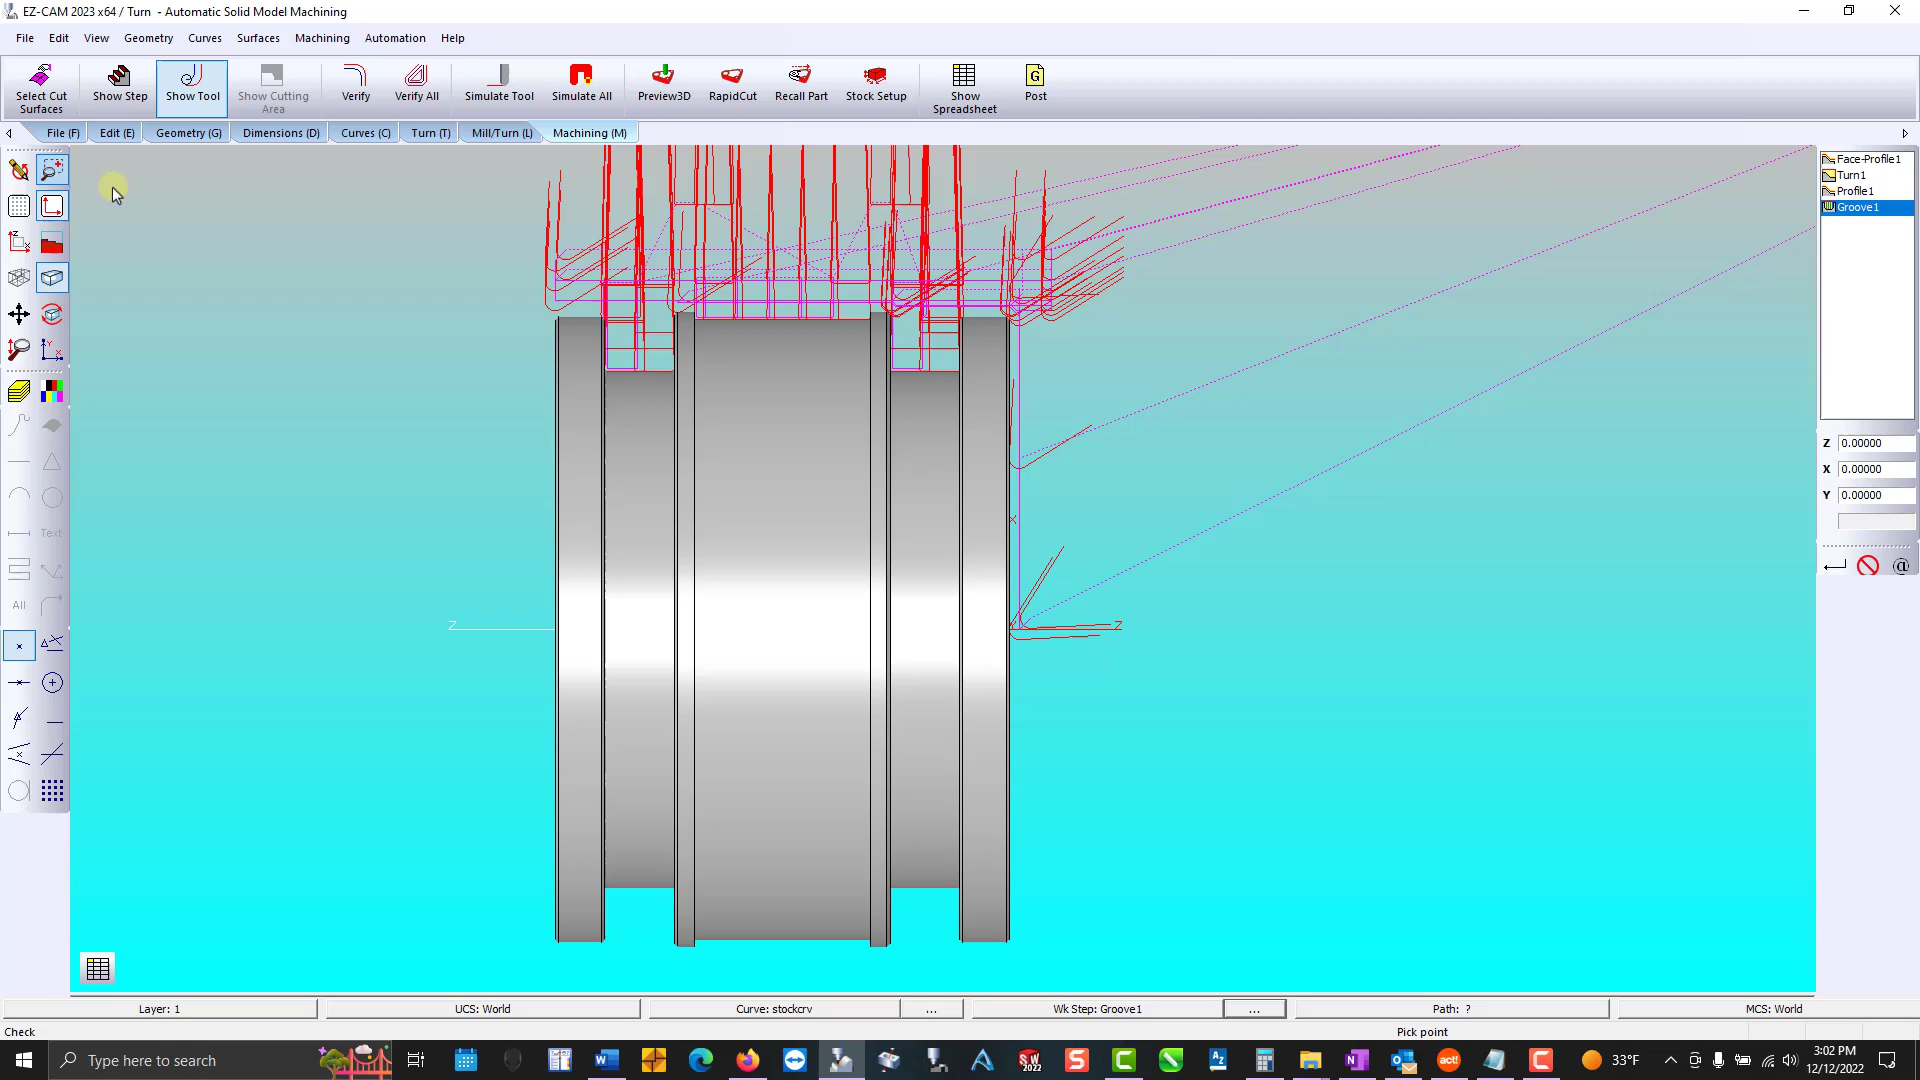 EZ-CAM 2023 x64 / Turn  - Automatic Solid Model Machining
File Edit View Geometry Curves Surfaces Machining Automation Help
Select Cut Surfaces
Show Step
Show Tool
Show Cutting Area
Verify
Verify All
Simulate Tool
Simulate All
Preview3D
RapidCut
Recall Part
Stock Setup
Show Spreadsheet
G
Post
File (F) Edit (E) Geometry (G) Dimensions (D) Curves (C) Turn (T) Mill/Turn (L) Machining (M)
Face-Profile1
Turn1
Profile1
Groove1
Z 0.00000
X 0.00000
Y 0.00000
@
Text
All
X
Z
Z
Layer: 1
UCS: World
Curve: stockcrv
...
Wk Step: Groove1
...
Path: ?
MCS: World
Check
Pick point
Type here to search
33°F
3:02 PM
12/12/2022